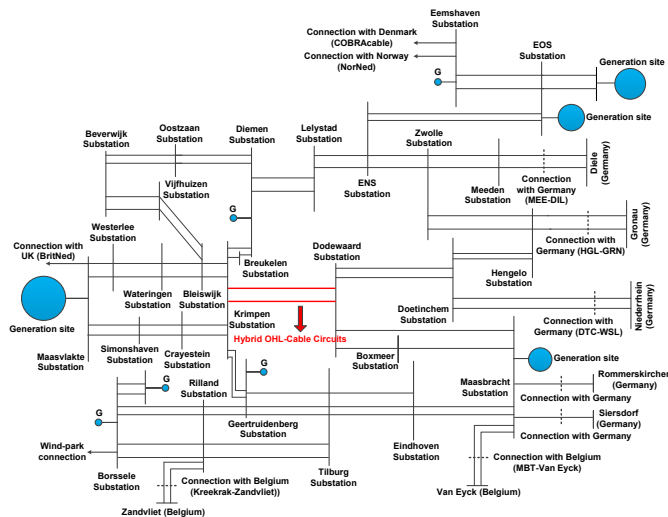 Eemshaven
Substation
Connection with Denmark
(COBRAcable)
Connection with Norway
(NorNed)
G
EOS
Substation
Generation site
Generation site
Beverwijk
Substation
Oostzaan
Substation
Diemen
Substation
Lelystad
Substation
Zwolle
Substation
Diele
(Germany)
Vijfhuizen
Substation
ENS
Substation
Meeden
Substation
Connection
with Germany
(MEE-DIL)
G
Westerlee
Substation
Connection with
UK (BritNed)
Breukelen
Substation
Dodewaard
Substation
Connection with
Germany (HGL-GRN)
Gronau
(Germany)
Hengelo
Substation
Wateringen
Substation
Bleiswijk
Substation
Krimpen
Substation
Doetinchem
Substation
Niederrhein
(Germany)
Generation site
Hybrid OHL-Cable Circuits
Connection with
Germany (DTC-WSL)
Maasvlakte
Substation
Simonshaven
Substation
Crayestein
Substation
Boxmeer
Substation
Generation site
G
Rilland
Substation
G
Maasbracht
Substation
Rommerskirchen
(Germany)
Connection with Germany
G
Geertruidenberg
Substation
Siersdorf
(Germany)
Connection with Germany
Eindhoven
Substation
Wind-park
connection
Borssele
Substation
Connection with Belgium
(Kreekrak-Zandvliet))
Tilburg
Substation
Connection with Belgium
(MBT-Van Eyck)
Zandvliet (Belgium)
Van Eyck (Belgium)